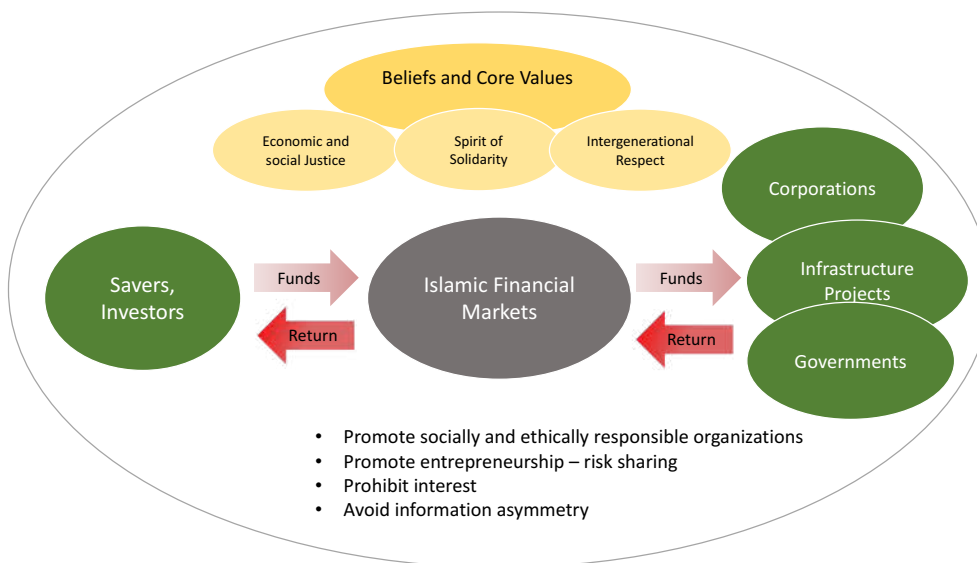 Beliefs and Core Values
Economic and
social Justice
Spirit of
Solidarity
Intergenerational
Respect
Corporations
Savers,
Investors
Funds
Return
Islamic Financial
Markets
Funds
Return
Infrastructure
Projects
Governments
• Promote socially and ethically responsible organizations
• Promote entrepreneurship – risk sharing
• Prohibit interest
• Avoid information asymmetry